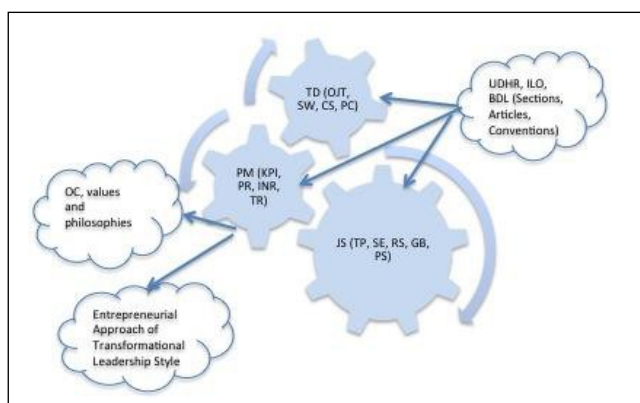 TD (OJT,
SW, CS, PC)
UDHR, ILO,
BDL (Sections,
Articles,
Conventions)
PM (KPI,
PR, INR,
TR)
OC, values
and
philosophies
JS (TP, SE, RS, GB,
PS)
Entrepreneurial
Approach of
Transformational
Leadership Style